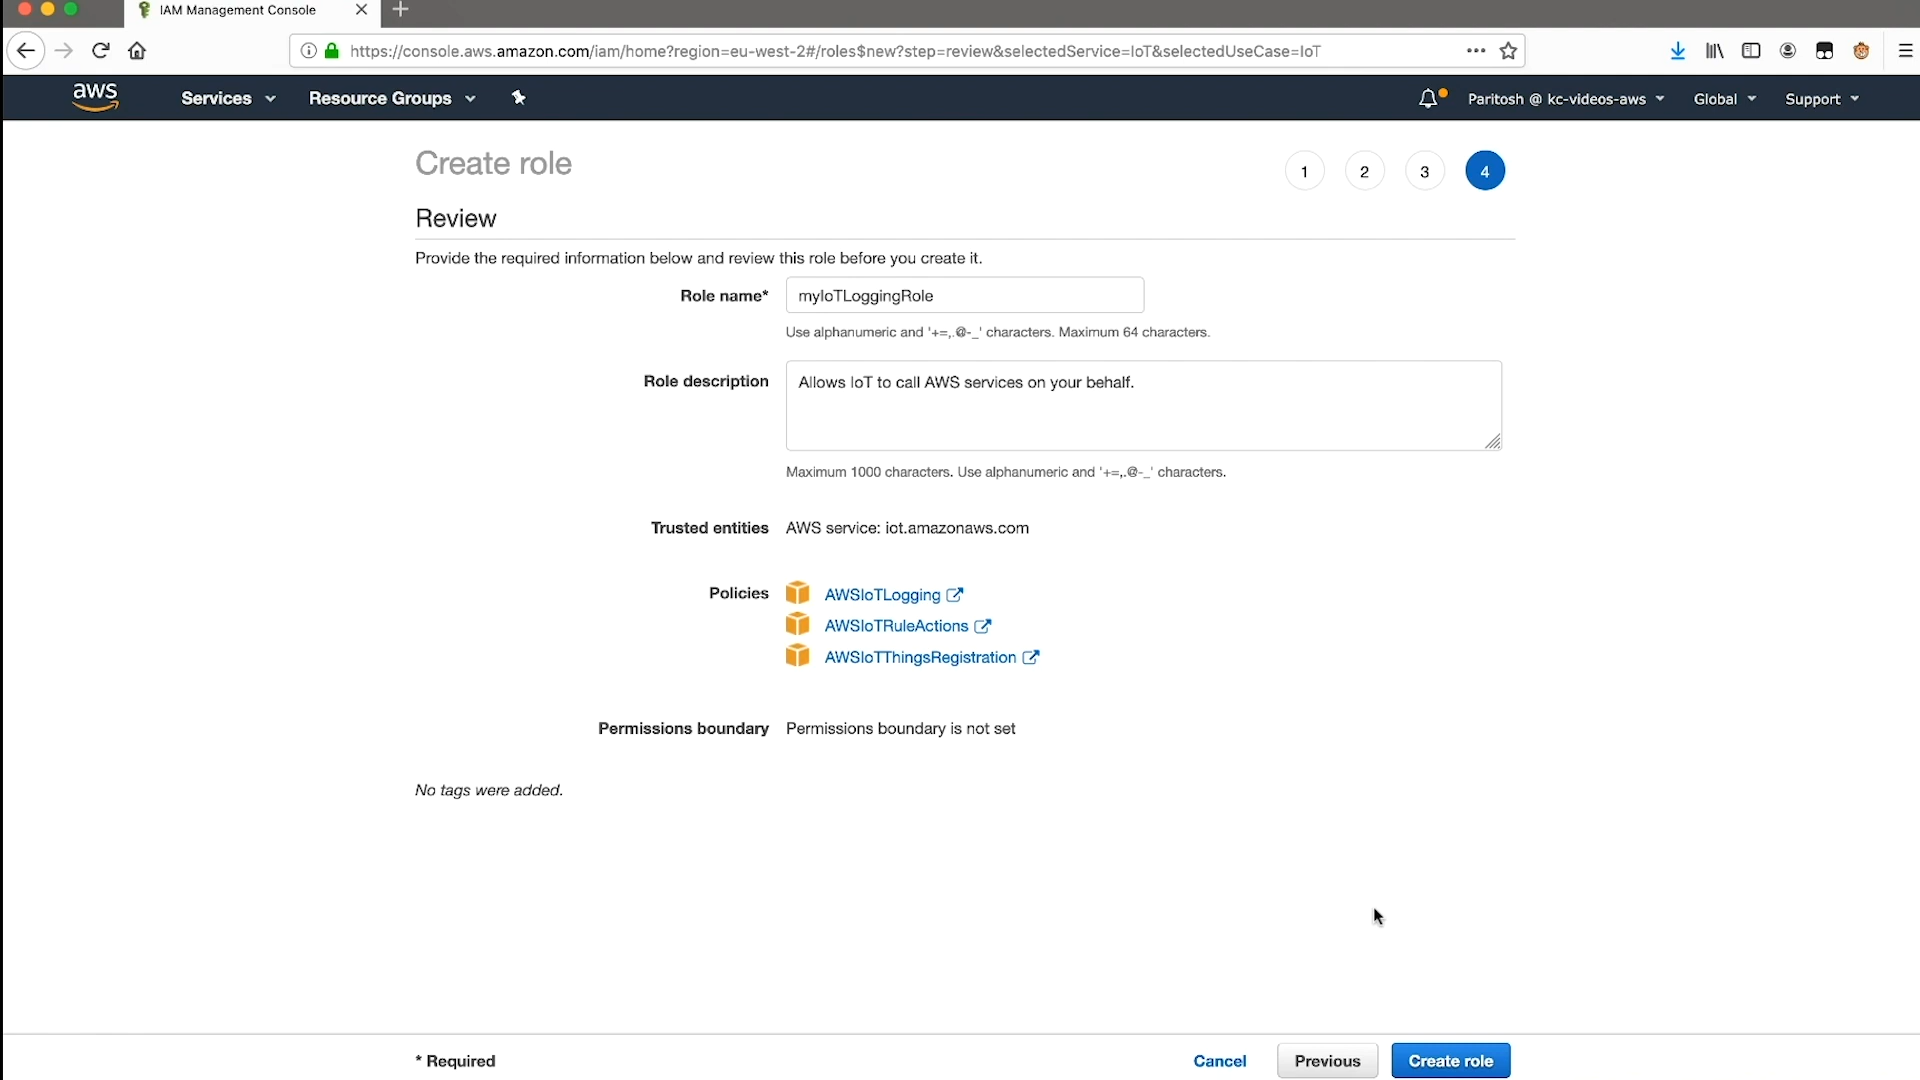 IAM Management Console
https://console.aws.amazon.com/iam/home?region=eu-west-2#/roles$new?step=review&selectedService=IoT&selectedUseCase=IoT
aws Services Resource Groups Paritosh @ kc-videos-aws Global Support
Create role 1 2 3 4
Review
Provide the required information below and review this role before you create it.
Role name* myIoTLoggingRole
Use alphanumeric and '+=,.@-_' characters. Maximum 64 characters.
Role description Allows IoT to call AWS services on your behalf.
Maximum 1000 characters. Use alphanumeric and '+=,.@-_' characters.
Trusted entities AWS service: iot.amazonaws.com
Policies AWSIoTLogging
AWSIoTRuleActions
AWSIoTThingsRegistration
Permissions boundary Permissions boundary is not set
No tags were added.
* Required Cancel Previous Create role